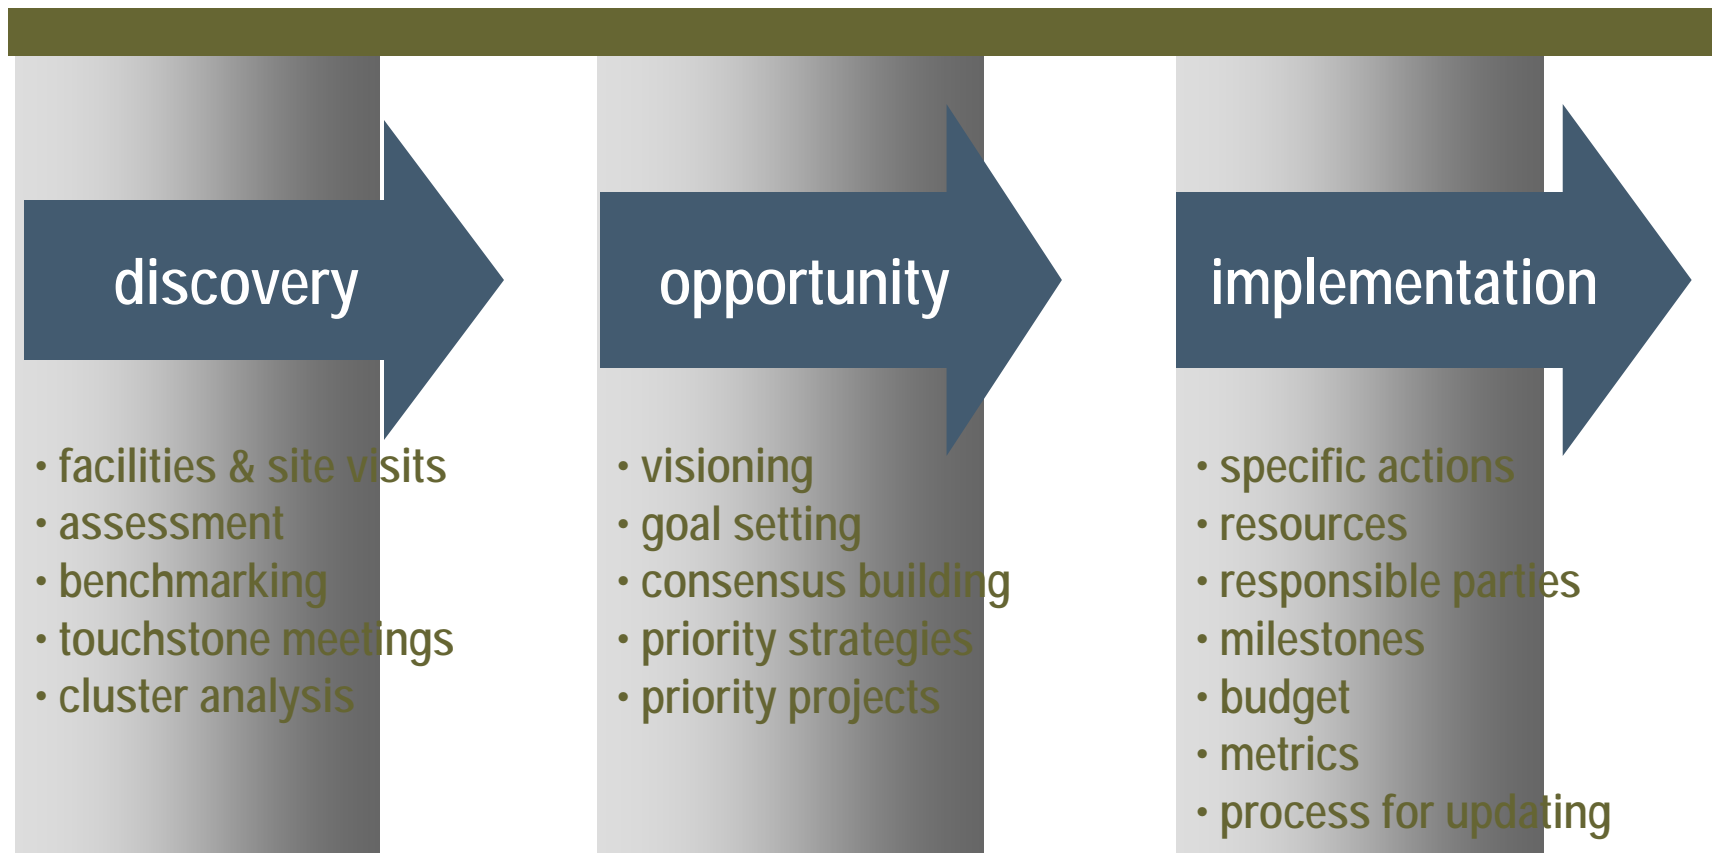 discovery
• facilities & site visits
• assessment
• benchmarking
• touchstone meetings
• cluster analysis
opportunity
• visioning
• goal setting
• consensus building
• priority strategies
• priority projects
implementation
• specific actions
• resources
• responsible parties
• milestones
• budget
• metrics
• process for updating